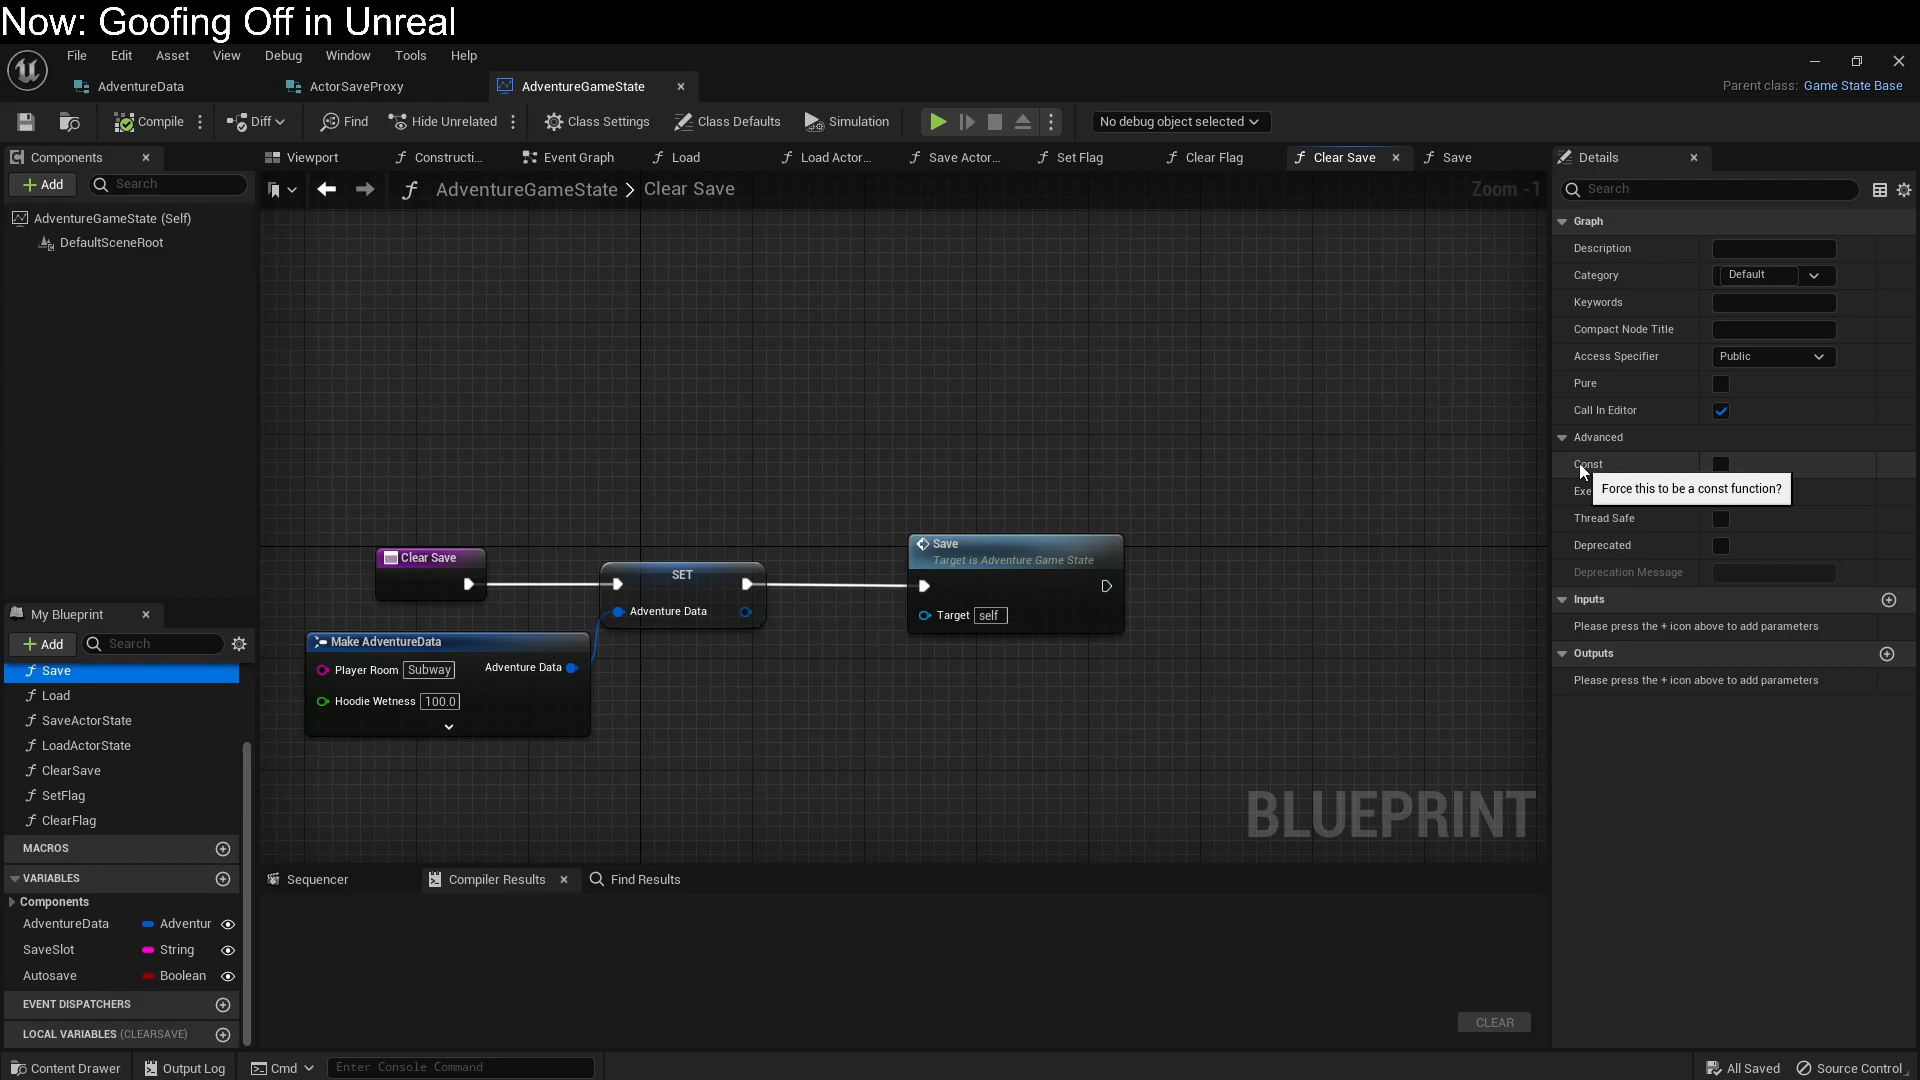 Now: Goofing Off in Unreal
File Edit Asset View Debug Window Tools Help
AdventureData ActorSaveProxy AdventureGameState
Parent class: Game State Base
Compile Diff Find Hide Unrelated Class Settings Class Defaults Simulation No debug object selected
Components
Viewport Constructi... Event Graph Load Load Actor... Save Actor... Set Flag Clear Flag Clear Save Save
Details
Add Search
AdventureGameState > Clear Save
Zoom -1
Search
AdventureGameState (Self)
DefaultSceneRoot
Graph
Description
Category Default
Keywords
Compact Node Title
Access Specifier Public
Pure
Call In Editor
Advanced
Const
Force this to be a const function?
Exe
Thread Safe
Deprecated
Deprecation Message
Inputs
Please press the + icon above to add parameters
Outputs
Please press the + icon above to add parameters
Clear Save
SET
Adventure Data
Save
Target is Adventure Game State
Target self
Make AdventureData
Player Room Subway Adventure Data
Hoodie Wetness 100.0
BLUEPRINT
My Blueprint
Add Search
Save
Load
SaveActorState
LoadActorState
ClearSave
SetFlag
ClearFlag
MACROS
VARIABLES
Components
AdventureData Adventur
SaveSlot String
Autosave Boolean
EVENT DISPATCHERS
LOCAL VARIABLES (CLEARSAVE)
Sequencer Compiler Results Find Results
CLEAR
Content Drawer Output Log Cmd Enter Console Command
All Saved Source Control